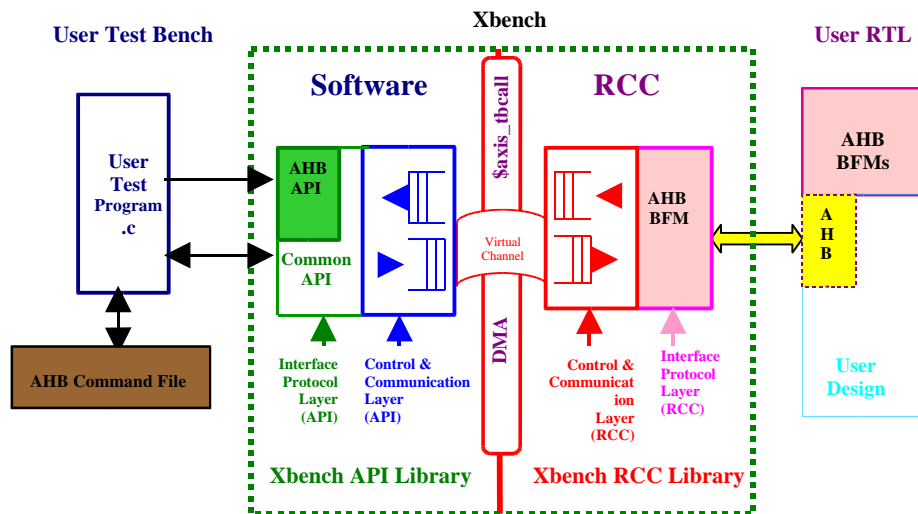 Xbench
User Test Bench
User RTL
Software
RCC
$axis_tbcall
User
Test
Program
.c
AHB
API
Common
API
Virtual
Channel
AHB
BFM
AHB
BFMs
A
H
B
DMA
AHB Command File
Interface
Protocol
Layer
(API)
Control &
Communication
Layer
(API)
Control &
Communicat
ion
Layer
(RCC)
Interface
Protocol
Layer
(RCC)
User
Design
Xbench API Library
Xbench RCC Library